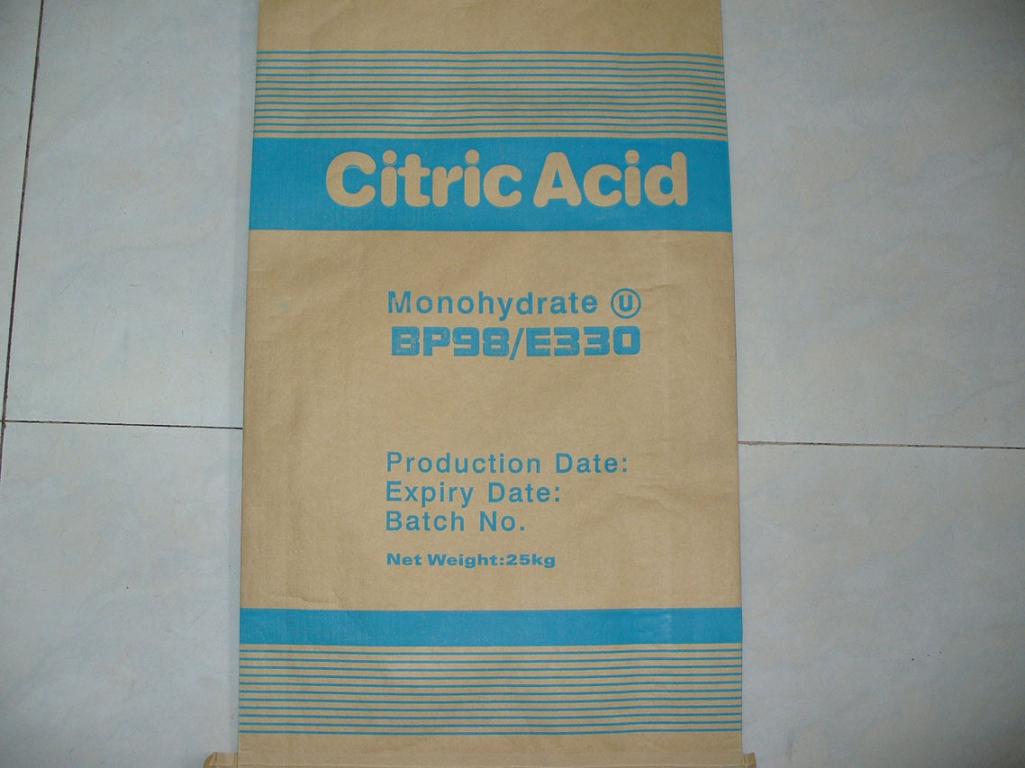 Citric Acid
Monohydrate Ⓤ
BP98/E330
Production Date:
Expiry Date:
Batch No.
Net Weight:25kg